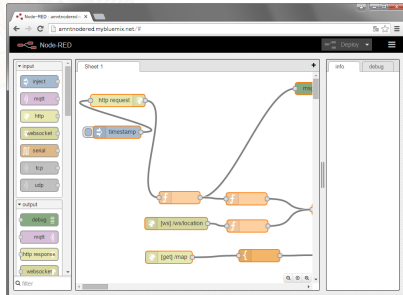 Node-RED: amntnodered.m
amntnodered.mybluemix.net/#
Node-RED
Deploy
input
inject
mqtt
http
websocket
serial
tcp
udp
output
debug
mqtt
http response
websocket
filter
Sheet 1
http request
timestamp
msg
[ws] /ws/location
[get] /map
info
debug